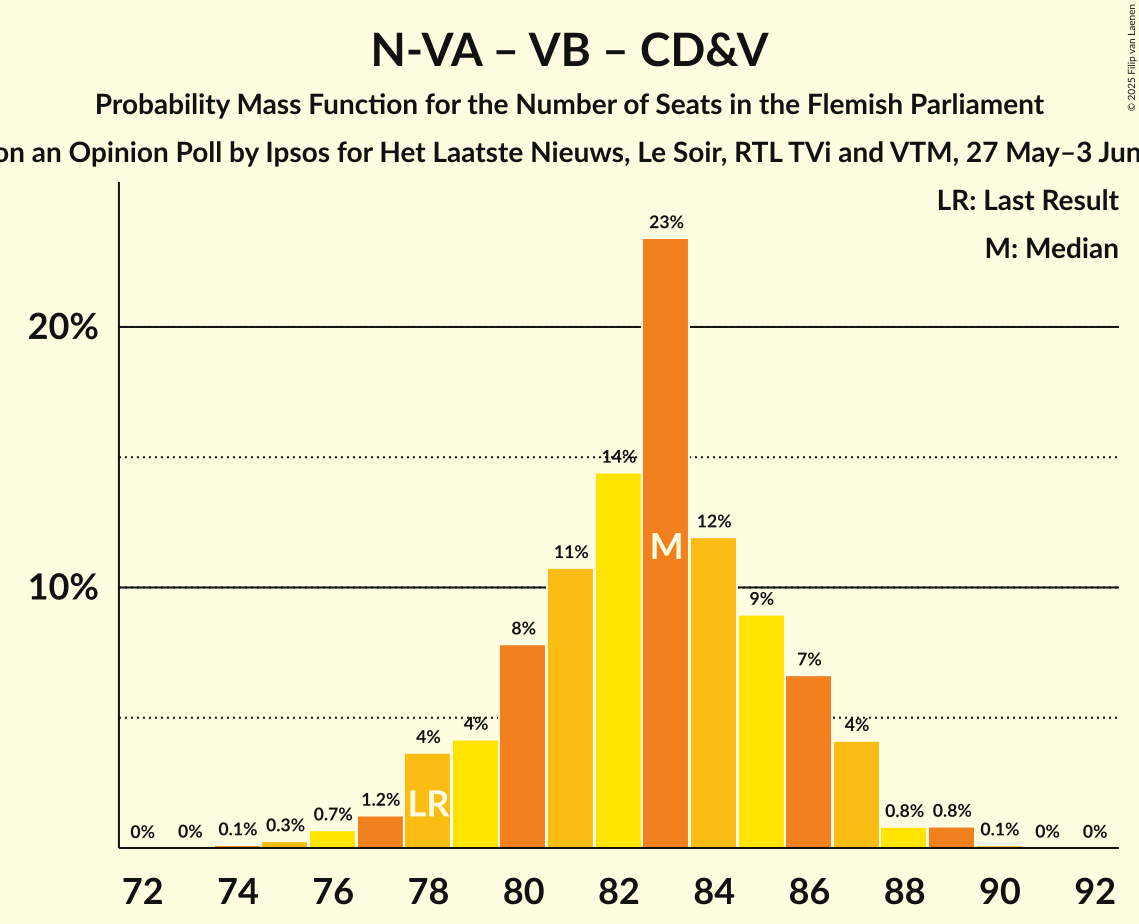 © 2025 Filip van Laenen
N-VA – VB – CD&V
Probability Mass Function for the Number of Seats in the Flemish Parliament
on an Opinion Poll by Ipsos for Het Laatste Nieuws, Le Soir, RTL TVi and VTM, 27 May–3 Jun
LR: Last Result
M: Median
20%
10%
0% 0% 0.1% 0.3% 0.7% 1.2% 4% 4% 8% 11% 14% 23% 12% 9% 7% 4% 0.8% 0.8% 0.1% 0% 0%
LR
M
72 74 76 78 80 82 84 86 88 90 92